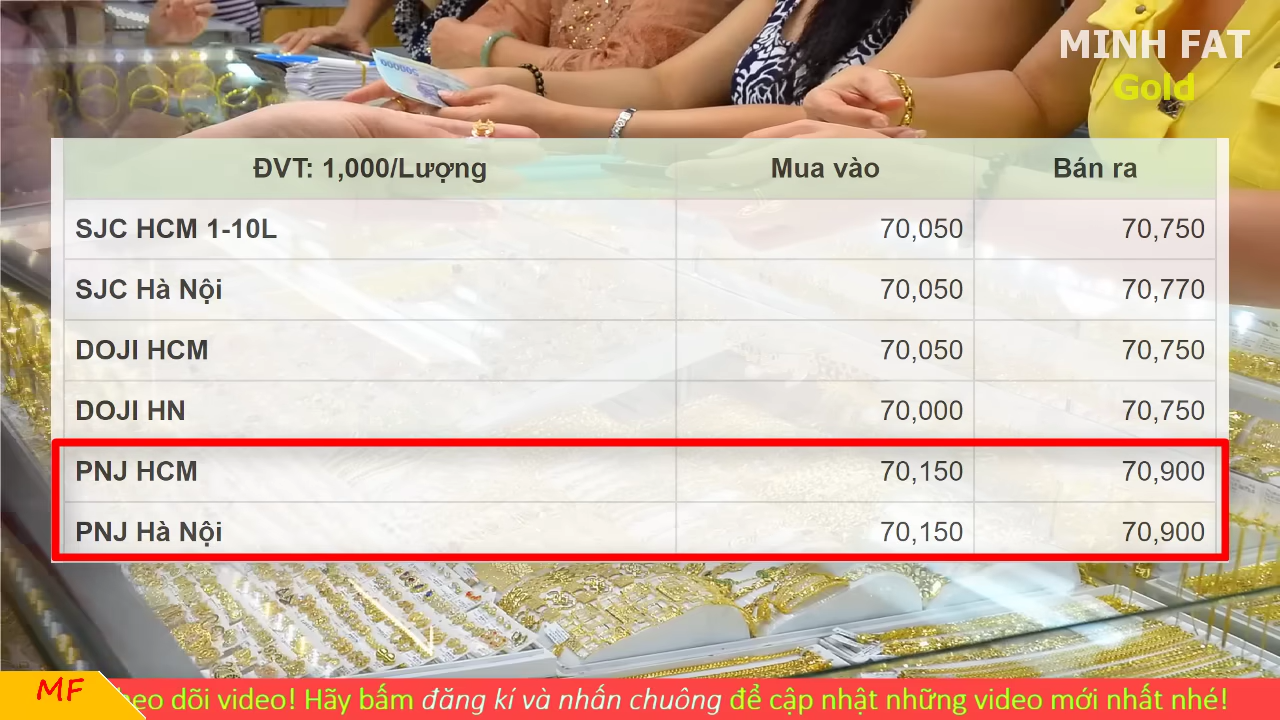 MINH FAT
Gold
ĐVT: 1,000/Lượng Mua vào Bán ra
SJC HCM 1-10L 70,050 70,750
SJC Hà Nội 70,050 70,770
DOJI HCM 70,050 70,750
DOJI HN 70,000 70,750
PNJ HCM 70,150 70,900
PNJ Hà Nội 70,150 70,900
MF dõi video! Hãy bấm đăng kí và nhấn chuông để cập nhật những video mới nhất nhé!